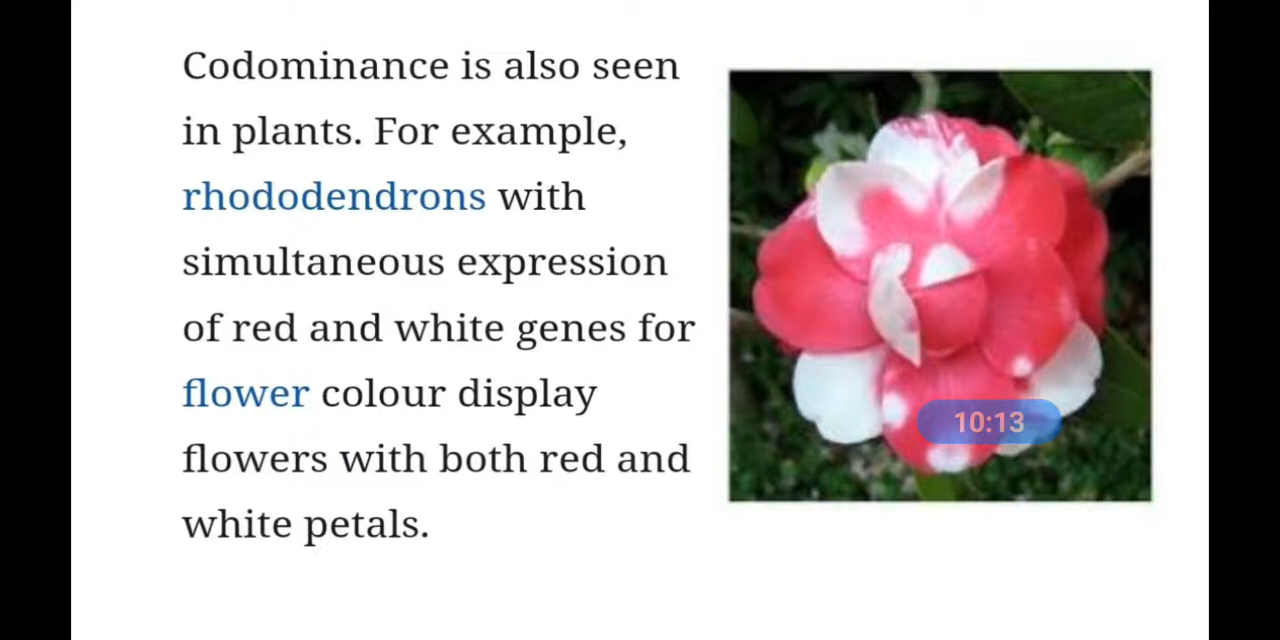 Codominance is also seen
in plants. For example,
rhododendrons with
simultaneous expression
of red and white genes for
flower colour display
flowers with both red and
white petals.
10:13